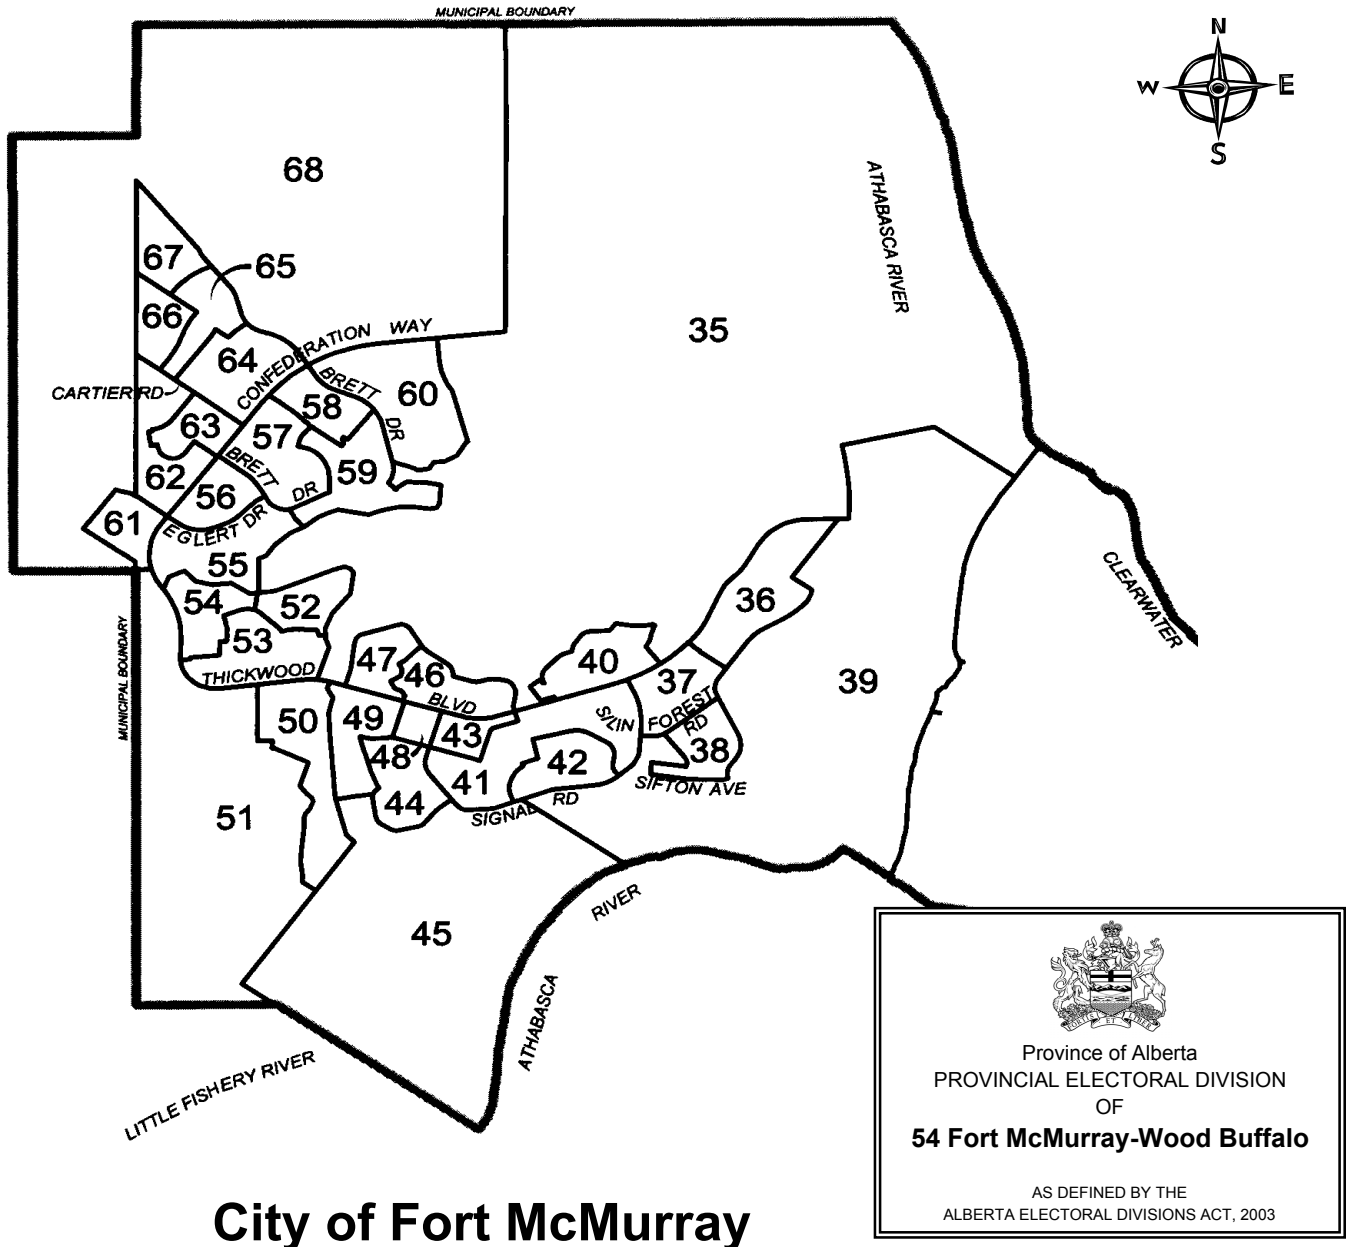 MUNICIPAL BOUNDARY
N
W
E
S
68
ATHABASCA RIVER
67
65
66
35
CONFEDERATION WAY
64
BRETT DR
60
CARTIER RD
58
63
57
BRETT DR
59
62
56
61
EGLERT DR
55
CLEARWATER
54
52
36
MUNICIPAL BOUNDARY
53
THICKWOOD BLVD
47
46
40
37
39
50
49
43
S/LIN
FOREST RD
48
38
42
41
SIFTON AVE
44
SIGNAL RD
51
45
RIVER
ATHABASCA
LITTLE FISHERY RIVER
Province of Alberta
PROVINCIAL ELECTORAL DIVISION
OF
54 Fort McMurray-Wood Buffalo
AS DEFINED BY THE
ALBERTA ELECTORAL DIVISIONS ACT, 2003
City of Fort McMurray